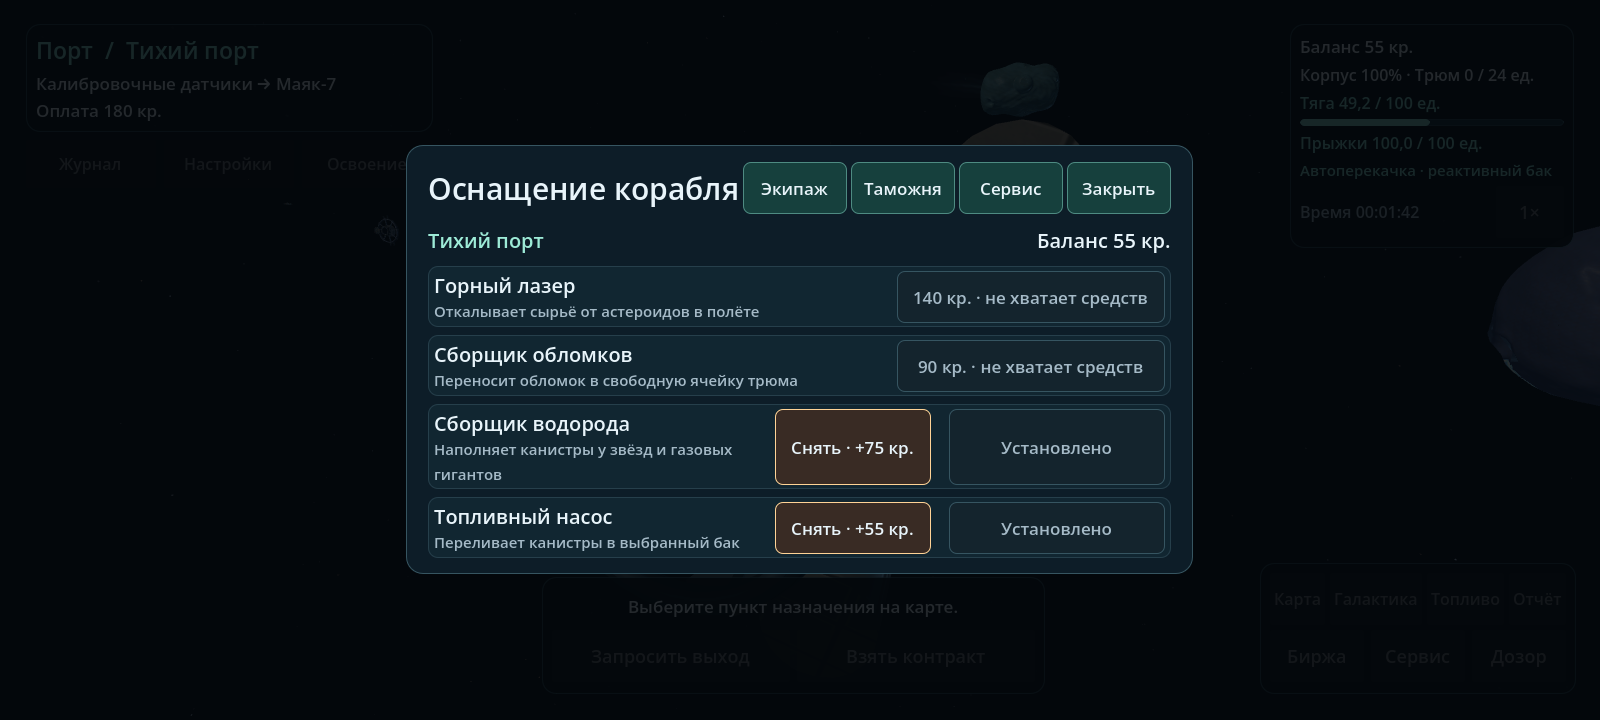 Порт / Тихий порт
Калибровочные датчики → Маяк-7
Оплата 180 кр.
Журнал
Настройки
Освоение
Баланс 55 кр.
Корпус 100% · Трюм 0 / 24 ед.
Тяга 49,2 / 100 ед.
Прыжки 100,0 / 100 ед.
Автоперекачка · реактивный бак
Время 00:01:42
1×
Оснащение корабля
Экипаж
Таможня
Сервис
Закрыть
Тихий порт
Баланс 55 кр.
Горный лазер
Откалывает сырьё от астероидов в полёте
140 кр. · не хватает средств
Сборщик обломков
Переносит обломок в свободную ячейку трюма
90 кр. · не хватает средств
Сборщик водорода
Наполняет канистры у звёзд и газовых
гигантов
Снять · +75 кр.
Установлено
Топливный насос
Переливает канистры в выбранный бак
Снять · +55 кр.
Установлено
Выберите пункт назначения на карте.
Запросить выход
Взять контракт
Карта
Галактика
Топливо
Отчёт
Биржа
Сервис
Дозор